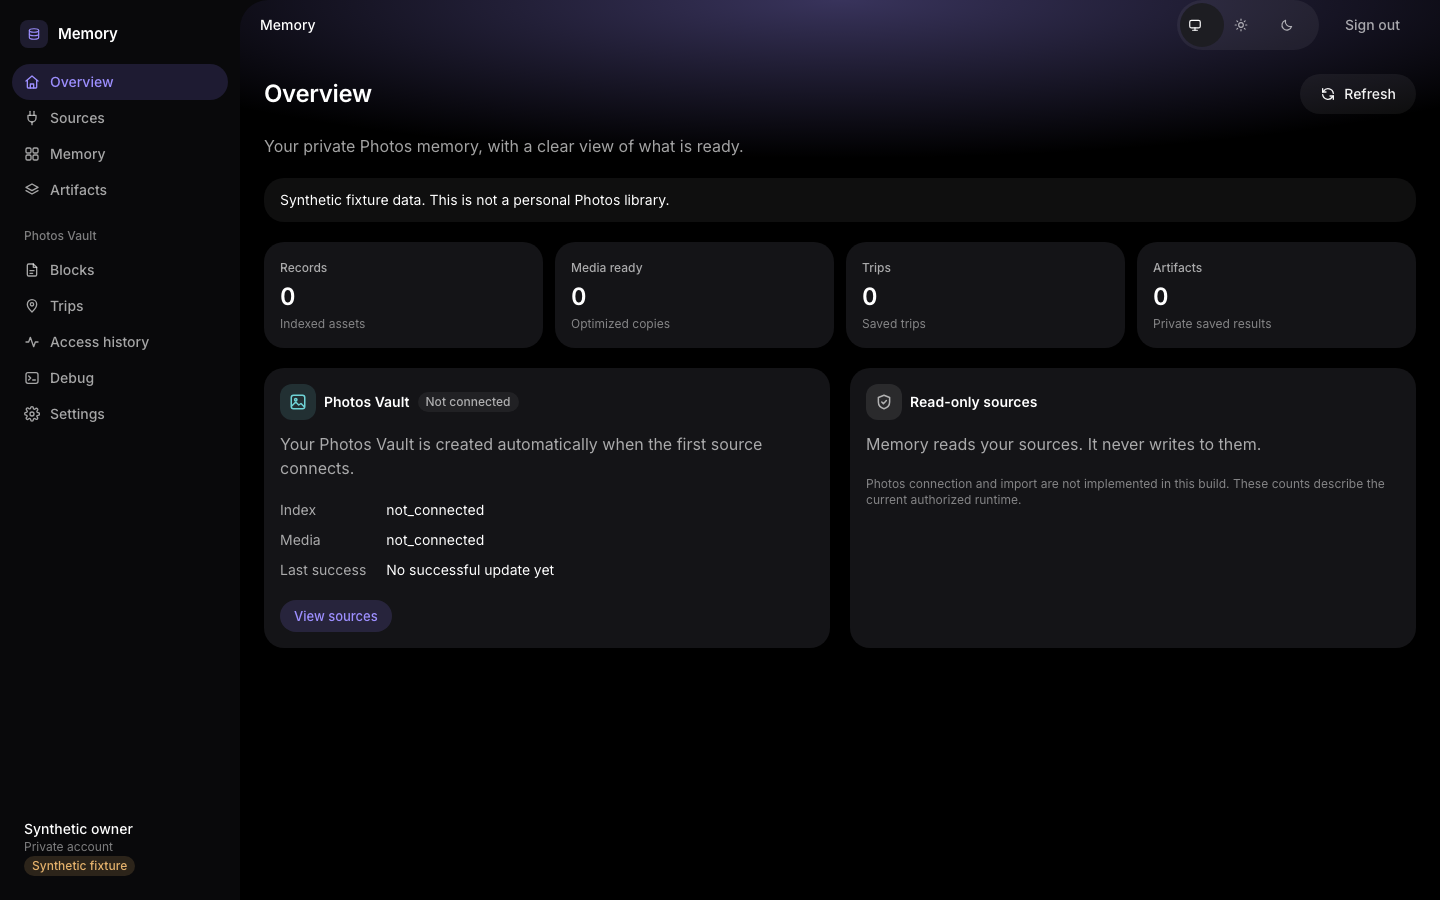 Memory
Overview
Sources
Memory
Artifacts
Photos Vault
Blocks
Trips
Access history
Debug
Settings
Synthetic owner
Private account
Synthetic fixture
Memory
Sign out
Overview
Refresh
Your private Photos memory, with a clear view of what is ready.
Synthetic fixture data. This is not a personal Photos library.
Records
0
Indexed assets
Media ready
0
Optimized copies
Trips
0
Saved trips
Artifacts
0
Private saved results
Photos Vault Not connected
Your Photos Vault is created automatically when the first source
connects.
Index not_connected
Media not_connected
Last success No successful update yet
View sources
Read-only sources
Memory reads your sources. It never writes to them.
Photos connection and import are not implemented in this build. These counts describe the
current authorized runtime.